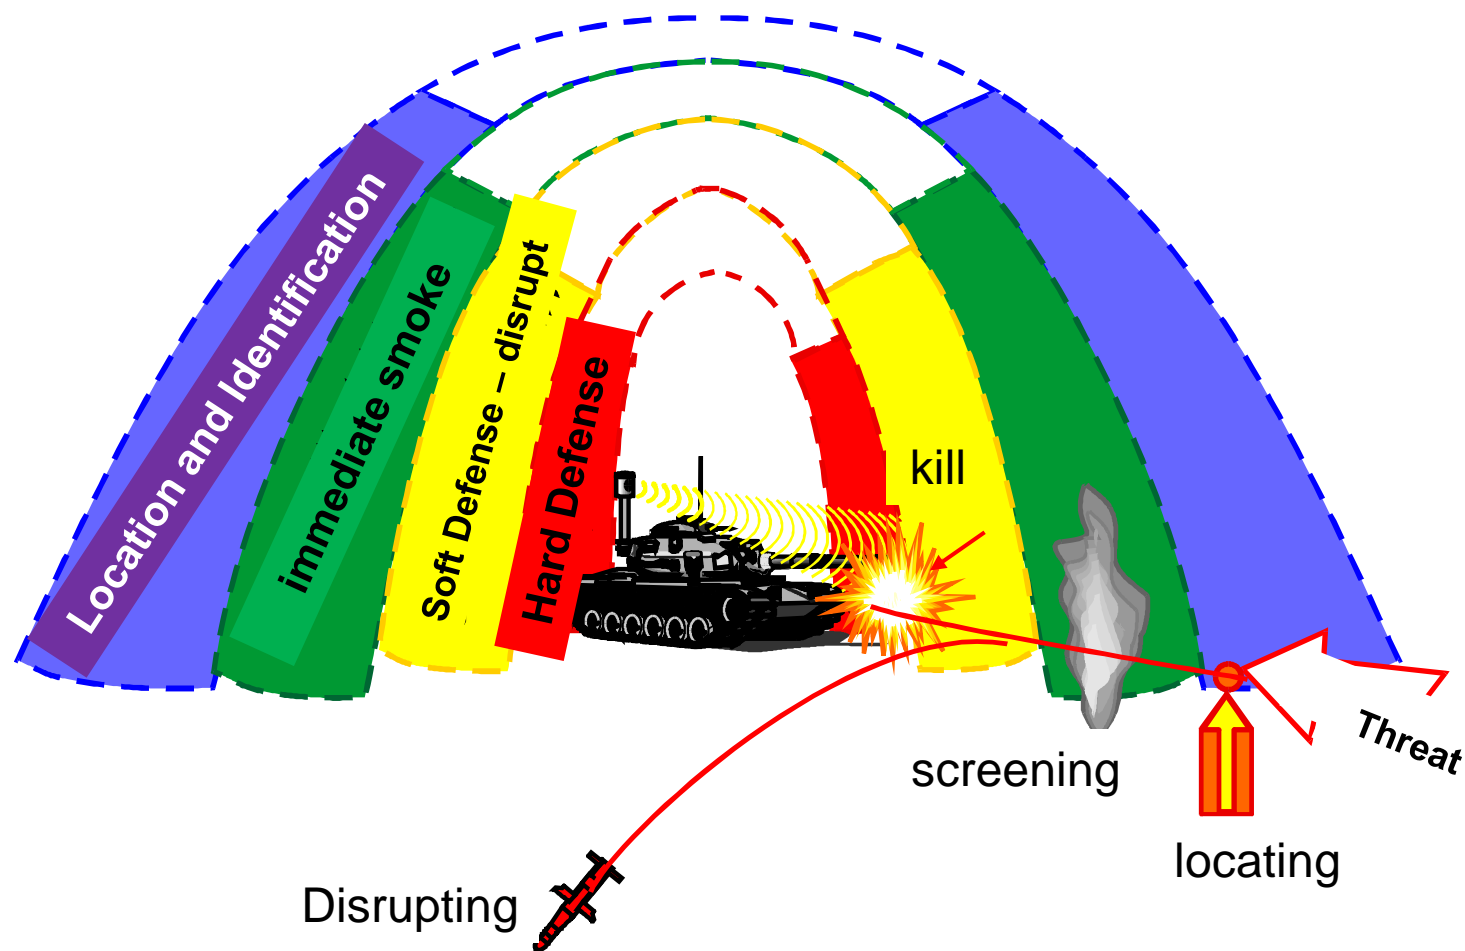 Location and Identification
immediate smoke
Soft Defense – disrupt
Hard Defense
kill
Threat
screening
locating
Disrupting